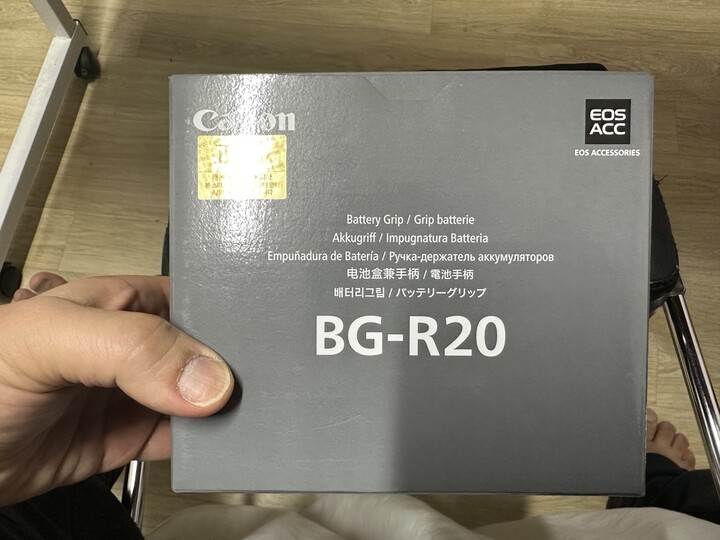 Canon
EOS
ACC
EOS ACCESSORIES
Battery Grip / Grip batterie
Akkugriff / Impugnatura Batteria
Empuñadura de Batería / Ручка-держатель аккумуляторов
电池盒兼手柄 / 電池手柄
배터리그립 / バッテリーグリップ
BG-R20